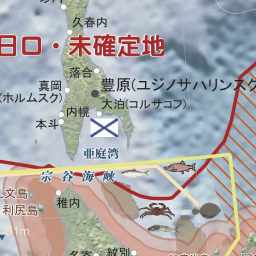 久春内
日ロ・未確定地
落合
真岡
豊原(ユジノサハリンスク
(ホルムスク)
大泊(コルサコフ)
内幌
本斗
亜庭湾
宗谷海峡
文島
利尻島
稚内
名寄
紋別